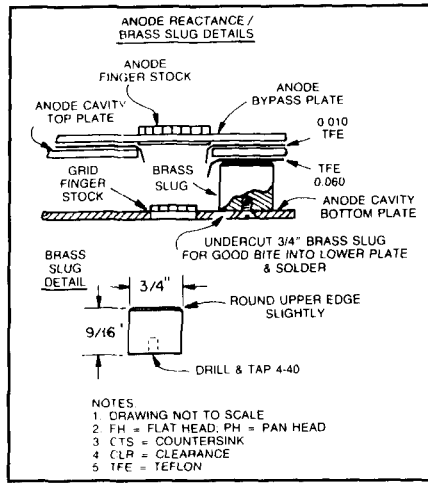 ANODE REACTANCE/
BRASS SLUG DETAILS
ANODE
FINGER STOCK
ANODE CAVITY
TOP PLATE
ANODE
BYPASS PLATE
0.010
TFE
GRID
FINGER
STOCK
BRASS
SLUG
TFE
0.060
ANODE CAVITY
BOTTOM PLATE
UNDERCUT 3/4" BRASS SLUG
FOR GOOD BITE INTO LOWER PLATE
& SOLDER
BRASS
SLUG
DETAIL
3/4"
ROUND UPPER EDGE
SLIGHTLY
9/16"
DRILL & TAP 4-40
NOTES
1. DRAWING NOT TO SCALE
2. FH = FLAT HEAD; PH = PAN HEAD
3 CTS = COUNTERSINK
4 CLR = CLEARANCE
5 TFE = TEFLON